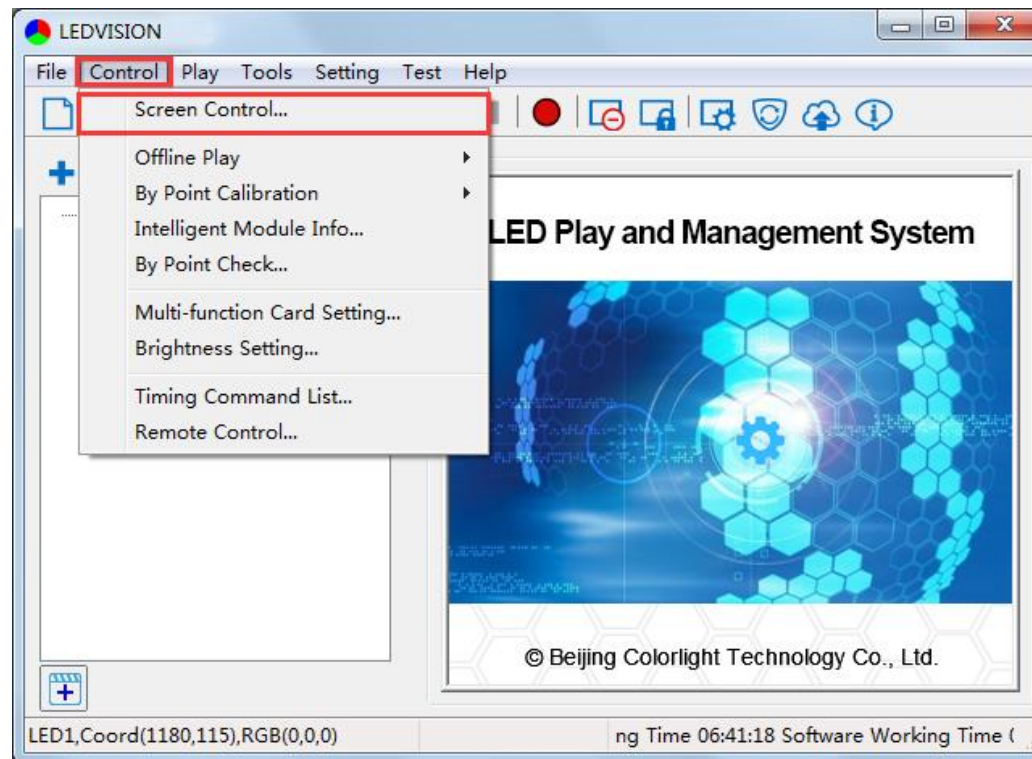 LEDVISION
File Control Play Tools Setting Test Help
Screen Control...
Offline Play
By Point Calibration
Intelligent Module Info...
By Point Check...
Multi-function Card Setting...
Brightness Setting...
Timing Command List...
Remote Control...
LED Play and Management System
© Beijing Colorlight Technology Co., Ltd.
LED1,Coord(1180,115),RGB(0,0,0)
ng Time 06:41:18 Software Working Time (